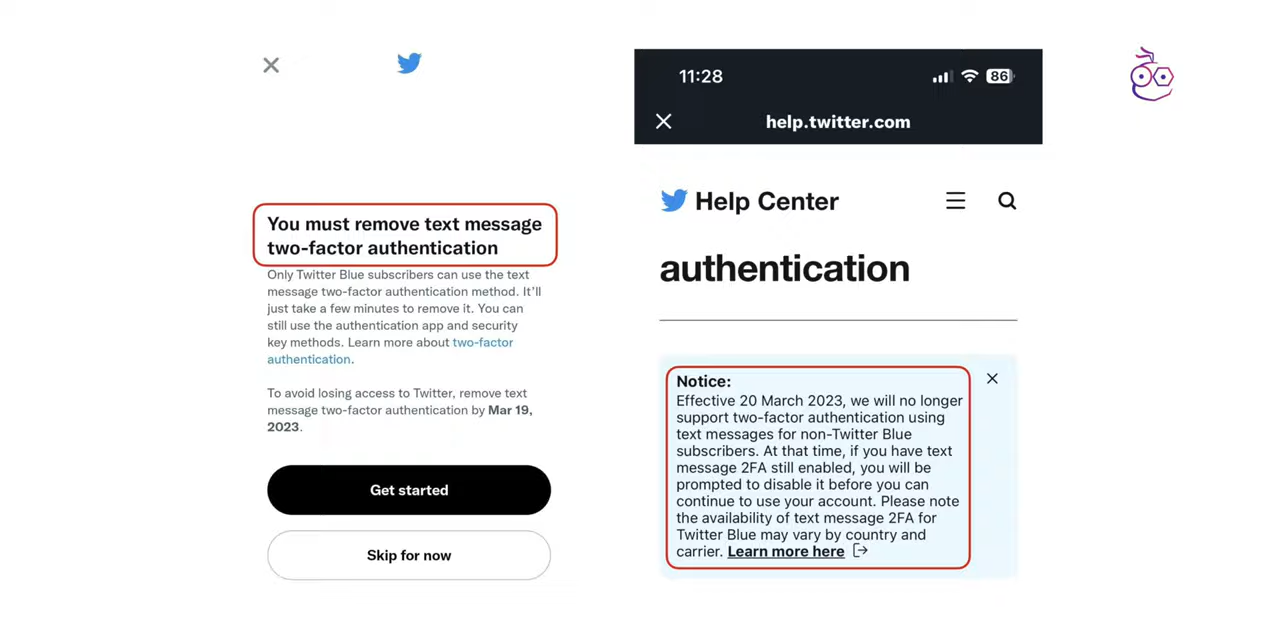 You must remove text message
two-factor authentication
Only Twitter Blue subscribers can use the text
message two-factor authentication method. It'll
just take a few minutes to remove it. You can
still use the authentication app and security
key methods. Learn more about two-factor
authentication.
To avoid losing access to Twitter, remove text
message two-factor authentication by Mar 19,
2023.
Get started
Skip for now
11:28
86
help.twitter.com
Help Center
authentication
Notice:
Effective 20 March 2023, we will no longer
support two-factor authentication using
text messages for non-Twitter Blue
subscribers. At that time, if you have text
message 2FA still enabled, you will be
prompted to disable it before you can
continue to use your account. Please note
the availability of text message 2FA for
Twitter Blue may vary by country and
carrier. Learn more here